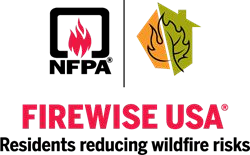 NFPA®
FIREWISE USA®
Residents reducing wildfire risks